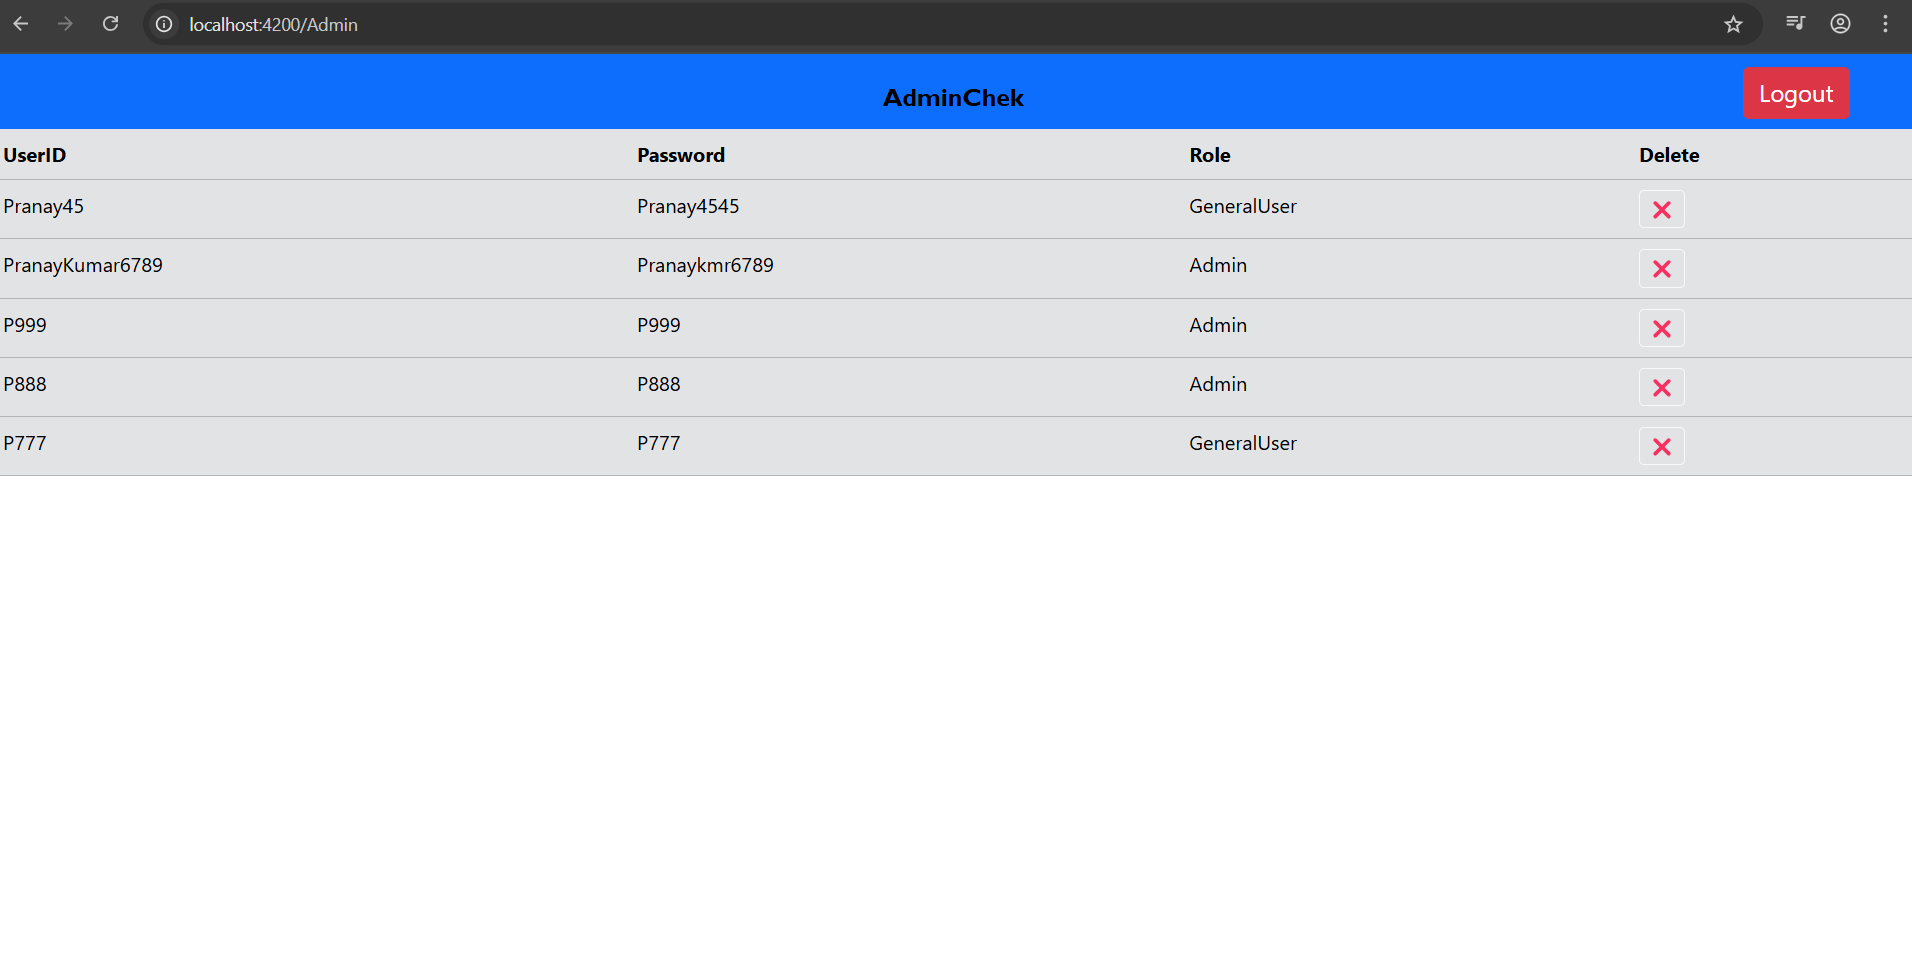 localhost:4200/Admin
AdminChek
Logout
UserID Password Role Delete
Pranay45 Pranay4545 GeneralUser
PranayKumar6789 Pranaykmr6789 Admin
P999 P999 Admin
P888 P888 Admin
P777 P777 GeneralUser